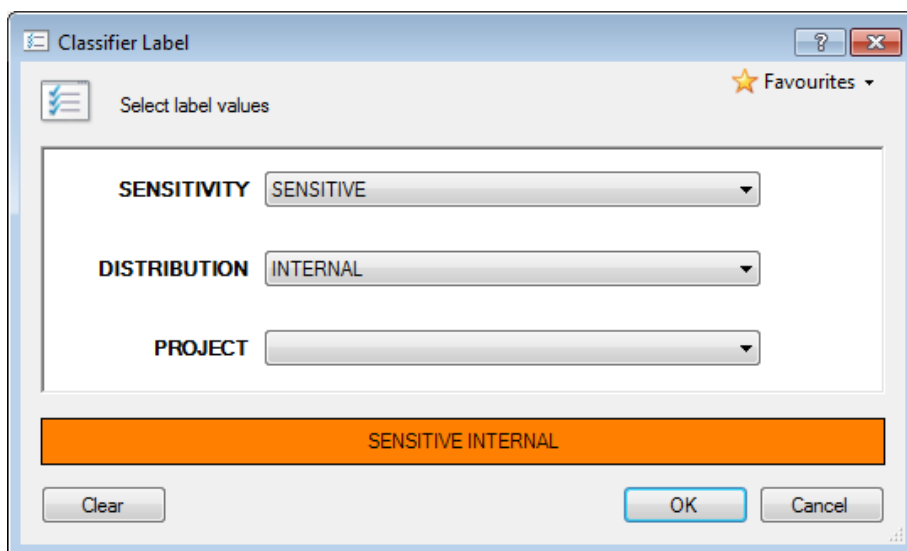 Classifier Label
Favourites
Select label values
SENSITIVITY SENSITIVE
DISTRIBUTION INTERNAL
PROJECT
SENSITIVE INTERNAL
Clear OK Cancel